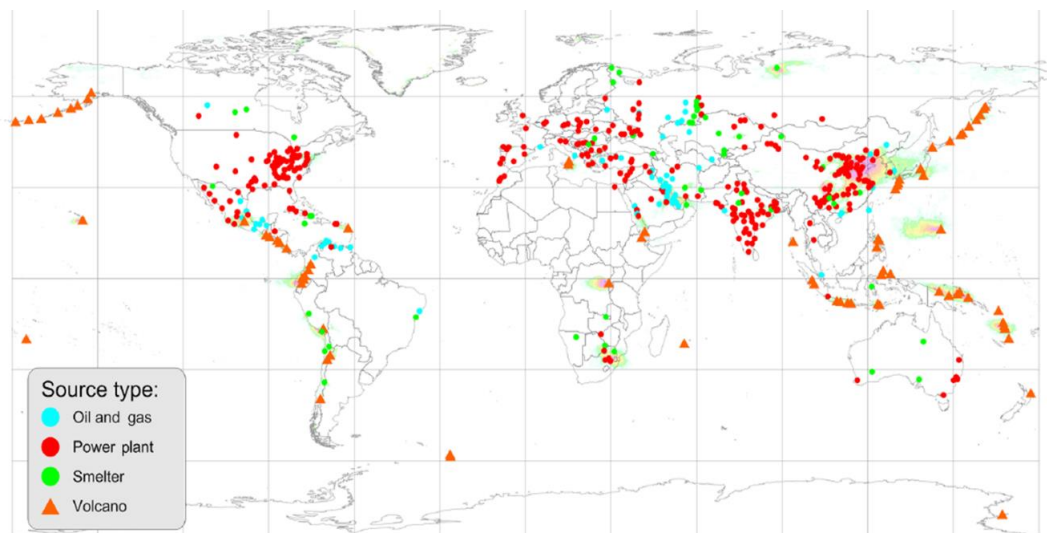 Source type:
Oil and gas
Power plant
Smelter
Volcano